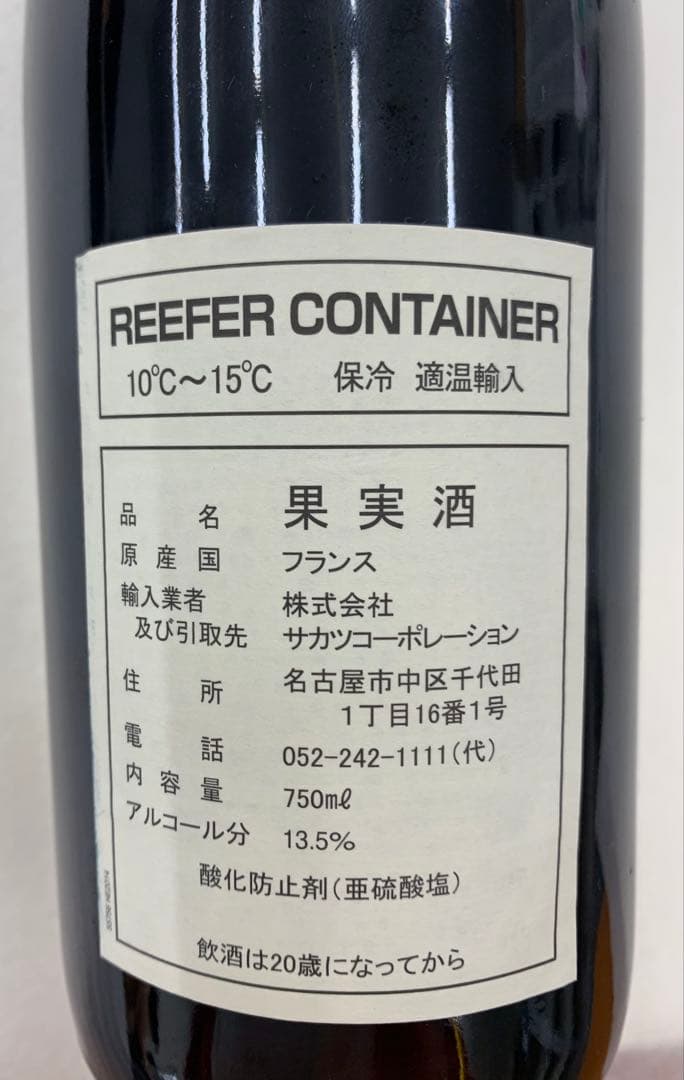 REEFER CONTAINER
10℃～15℃ 保冷 適温輸入
品名 果実酒
原産国 フランス
輸入業者 株式会社
及び引取先 サカツコーポレーション
住所 名古屋市中区千代田
1丁目16番1号
電話 052-242-1111(代)
内容量 750mℓ
アルコール分 13.5%
酸化防止剤(亜硫酸塩)
飲酒は20歳になってから